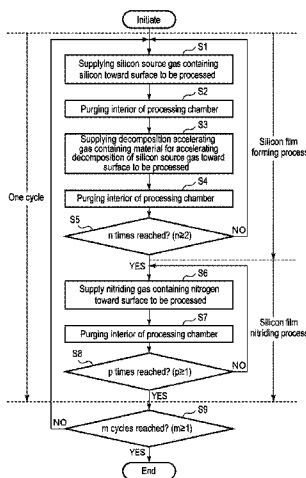 Initiate
S1
Supplying silicon source gas containing
silicon toward surface to be processed
S2
Purging interior of processing chamber
S3
Supplying decomposition accelerating
gas containing material for accelerating
decomposition of silicon source gas toward
surface to be processed
S4
Purging interior of processing chamber
S5
n times reached? (n≥2)
NO
YES
Silicon film
forming process
One cycle
S6
Supply nitriding gas containing nitrogen
toward surface to be processed
S7
Purging interior of processing chamber
S8
p times reached? (p≥1)
NO
YES
Silicon film
nitriding process
S9
NO
m cycles reached? (m≥1)
YES
End